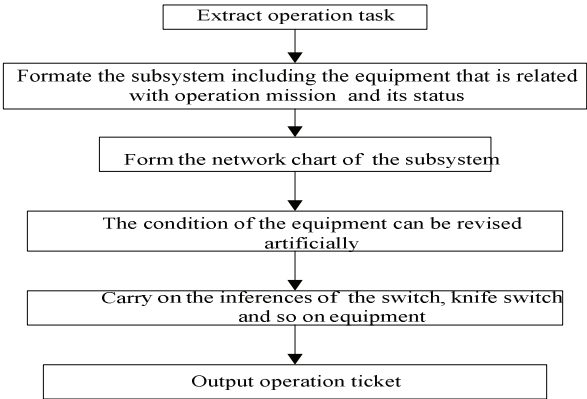 Extract operation task
Formate the subsystem including the equipment that is related
with operation mission and its status
Form the network chart of the subsystem
The condition of the equipment can be revised
artificially
Carry on the inferences of the switch, knife switch
and so on equipment
Output operation ticket